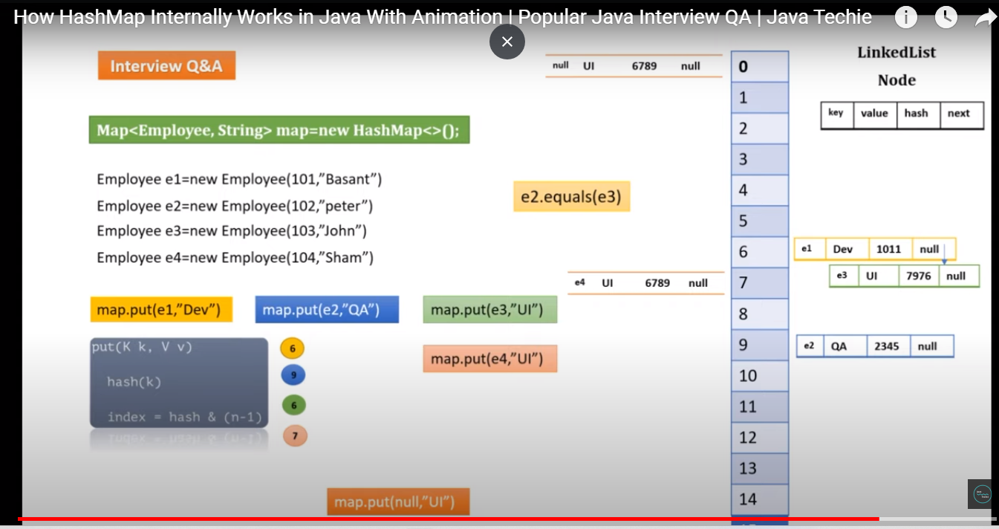 How HashMap Internally Works in Java With Animation | Popular Java Interview QA | Java Techie
Interview Q&A
Map<Employee, String> map=new HashMap<>();
Employee e1=new Employee(101,”Basant”)
Employee e2=new Employee(102,”peter”)
Employee e3=new Employee(103,”John”)
Employee e4=new Employee(104,”Sham”)
map.put(e1,”Dev”)
map.put(e2,”QA”)
map.put(e3,”UI”)
map.put(e4,”UI”)
put(K k, V v)
hash(k)
index = hash & (n-1)
6
9
6
7
map.put(null,”UI”)
e2.equals(e3)
null UI 6789 null
e4 UI 6789 null
0
1
2
3
4
5
6
7
8
9
10
11
12
13
14
LinkedList
Node
key value hash next
e1 Dev 1011 null
e3 UI 7976 null
e2 QA 2345 null